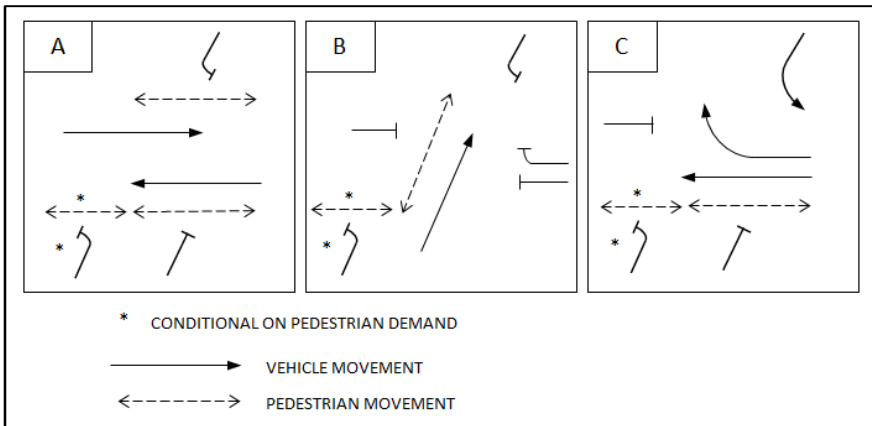 A
B
C
*
*
*
*
*
*
* CONDITIONAL ON PEDESTRIAN DEMAND
VEHICLE MOVEMENT
PEDESTRIAN MOVEMENT